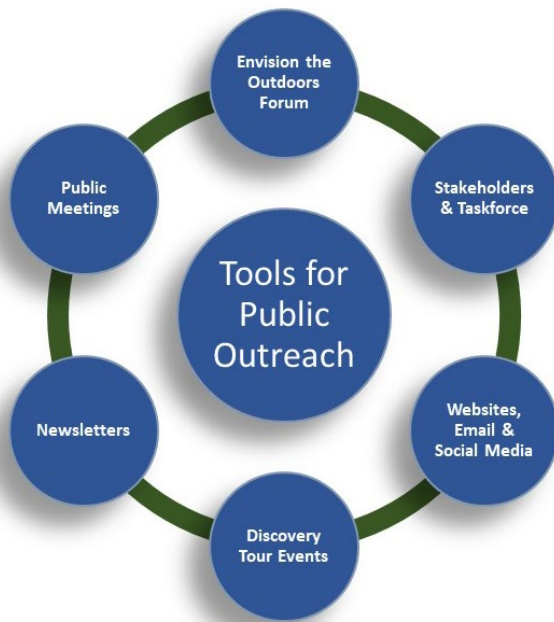 Envision the
Outdoors
Forum
Stakeholders
& Taskforce
Websites,
Email &
Social Media
Discovery
Tour Events
Newsletters
Public
Meetings
Tools for
Public
Outreach